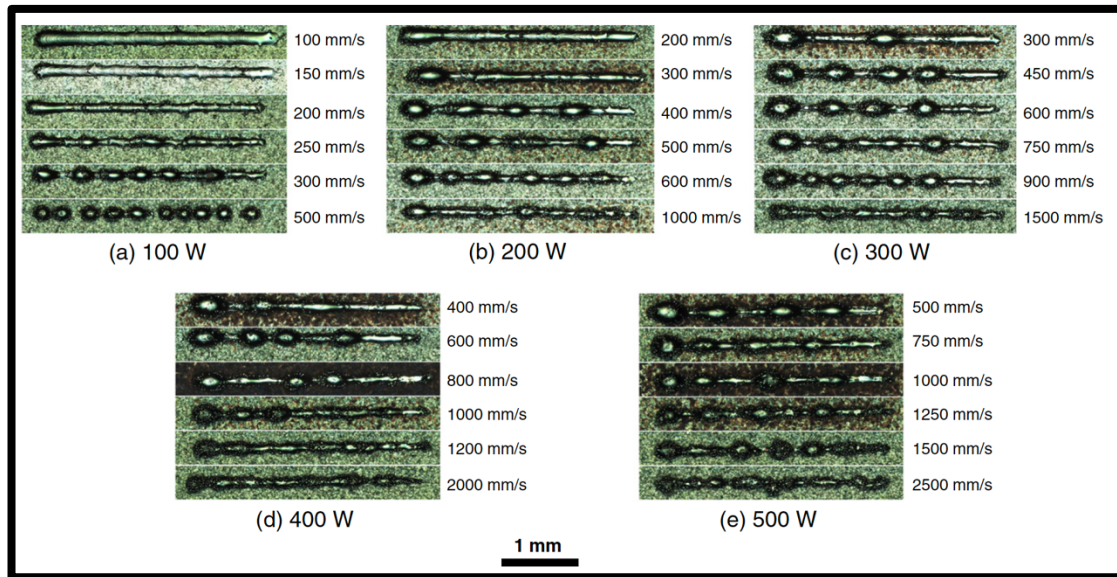 100 mm/s
150 mm/s
200 mm/s
250 mm/s
300 mm/s
500 mm/s
(a) 100 W
200 mm/s
300 mm/s
400 mm/s
500 mm/s
600 mm/s
1000 mm/s
(b) 200 W
300 mm/s
450 mm/s
600 mm/s
750 mm/s
900 mm/s
1500 mm/s
(c) 300 W
400 mm/s
600 mm/s
800 mm/s
1000 mm/s
1200 mm/s
2000 mm/s
(d) 400 W
500 mm/s
750 mm/s
1000 mm/s
1250 mm/s
1500 mm/s
2500 mm/s
(e) 500 W
1 mm